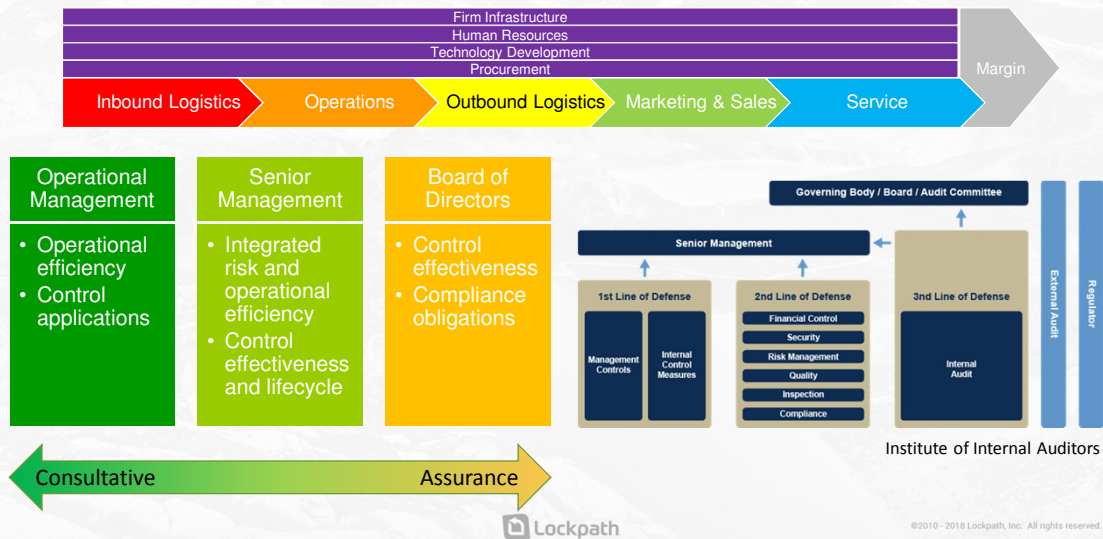 Firm Infrastructure
Human Resources
Technology Development
Procurement
Margin
Inbound Logistics
Operations
Outbound Logistics
Marketing & Sales
Service
Operational
Management
• Operational
efficiency
• Control
applications
Senior
Management
• Integrated
risk and
operational
efficiency
• Control
effectiveness
and lifecycle
Board of
Directors
• Control
effectiveness
• Compliance
obligations
Consultative
Assurance
Governing Body / Board / Audit Committee
Senior Management
1st Line of Defense
Management
Controls
Internal
Control
Measures
2nd Line of Defense
Financial Control
Security
Risk Management
Quality
Inspection
Compliance
3nd Line of Defense
Internal
Audit
External Audit
Regulator
Institute of Internal Auditors
Lockpath
©2010 - 2018 Lockpath, Inc. All rights reserved.